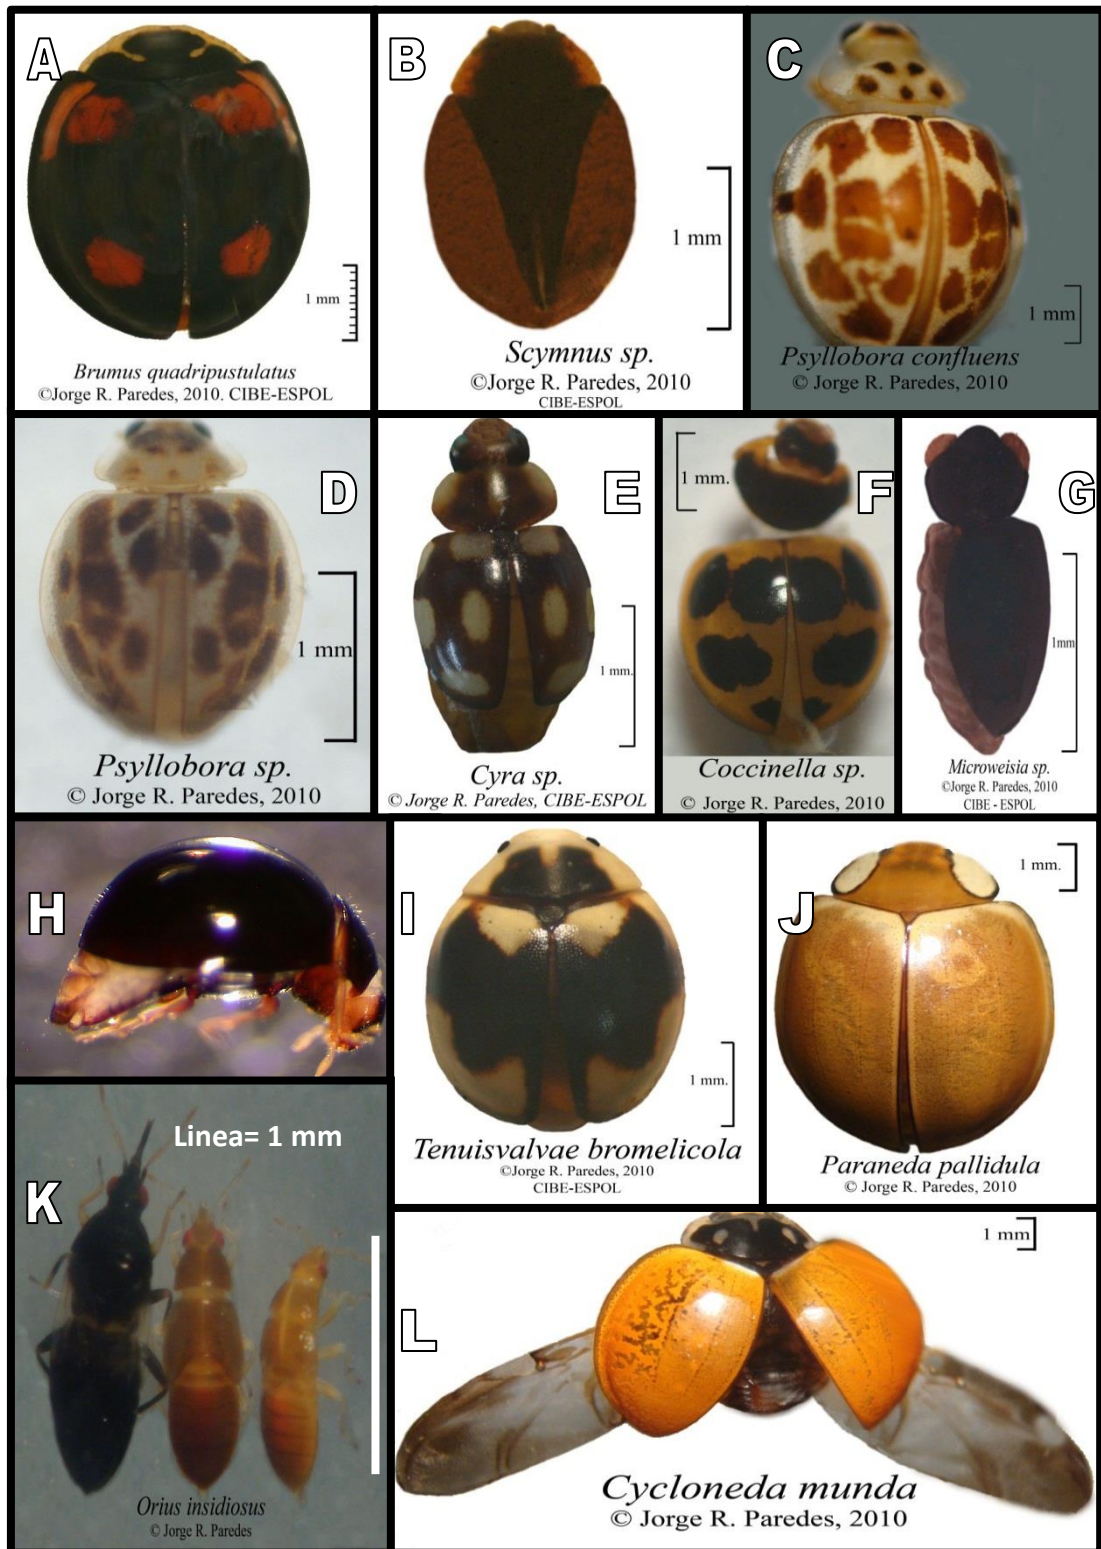 A
1 mm
Brumus quadripustulatus
©Jorge R. Paredes, 2010. CIBE-ESPOL
B
1 mm
Scymnus sp.
©Jorge R. Paredes, 2010
CIBE-ESPOL
C
1 mm
Psyllobora confluens
© Jorge R. Paredes, 2010
D
1 mm
Psyllobora sp.
© Jorge R. Paredes, 2010
E
1 mm.
Cyra sp.
© Jorge R. Paredes, CIBE-ESPOL
F
1 mm.
Coccinella sp.
© Jorge R. Paredes, 2010
G
1mm
Microweisia sp.
©Jorge R. Paredes, 2010
CIBE - ESPOL
H
I
1 mm.
Tenuisvalvae bromelicola
©Jorge R. Paredes, 2010
CIBE-ESPOL
J
1 mm.
Paraneda pallidula
© Jorge R. Paredes, 2010
K
Linea= 1 mm
Orius insidiosus
© Jorge R. Paredes
L
1 mm
Cycloneda munda
© Jorge R. Paredes, 2010